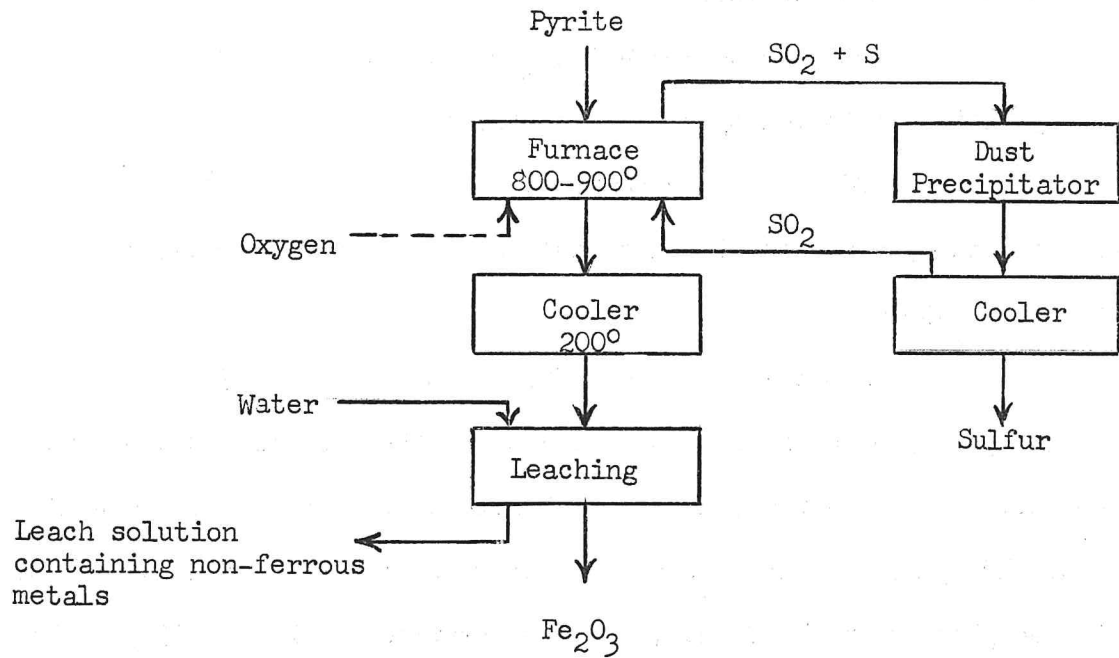 Pyrite
SO₂ + S
Furnace
800-900°
Dust
Precipitator
Oxygen
SO₂
Cooler
200°
Cooler
Water
Leaching
Sulfur
Leach solution
containing non-ferrous
metals
Fe₂O₃